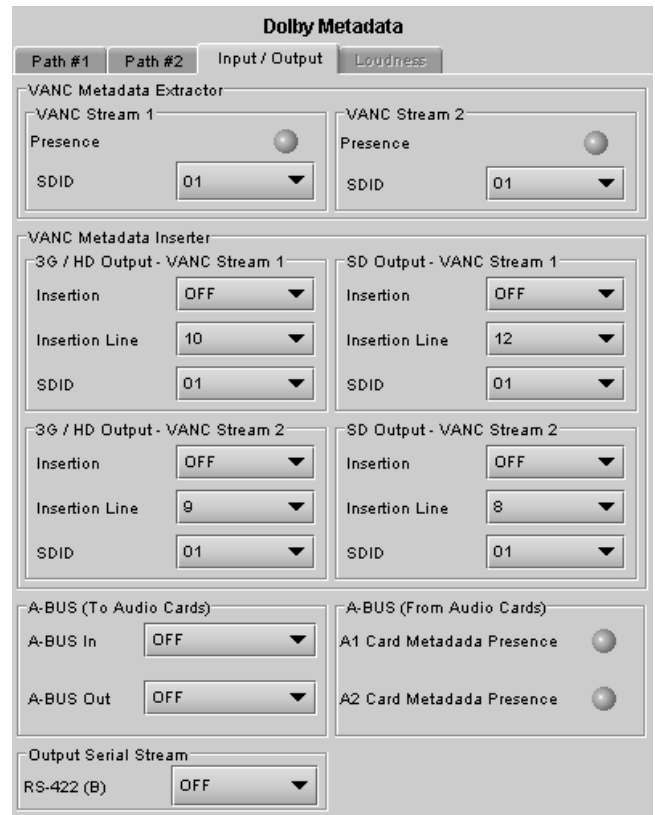 Dolby Metadata
Path #1 Path #2 Input / Output Loudness
VANC Metadata Extractor
VANC Stream 1
Presence
SDID 01
VANC Stream 2
Presence
SDID 01
VANC Metadata Inserter
3G / HD Output - VANC Stream 1
Insertion OFF
Insertion Line 10
SDID 01
SD Output - VANC Stream 1
Insertion OFF
Insertion Line 12
SDID 01
3G / HD Output - VANC Stream 2
Insertion OFF
Insertion Line 9
SDID 01
SD Output - VANC Stream 2
Insertion OFF
Insertion Line 8
SDID 01
A-BUS (To Audio Cards)
A-BUS In OFF
A-BUS Out OFF
A-BUS (From Audio Cards)
A1 Card Metadada Presence
A2 Card Metadada Presence
Output Serial Stream
RS-422 (B) OFF